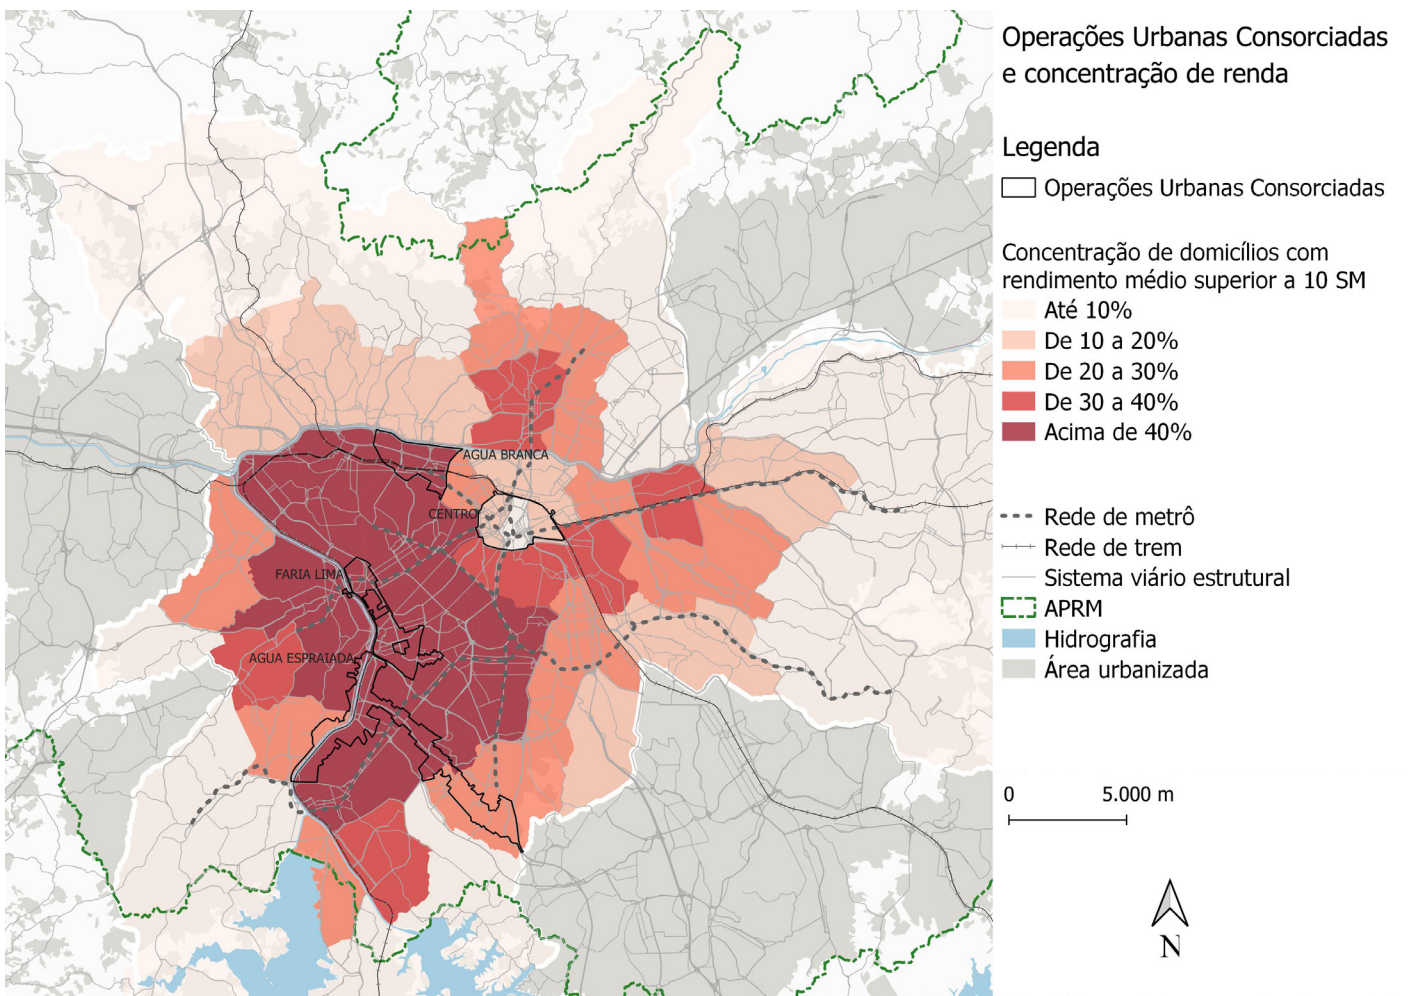 Operações Urbanas Consorciadas
e concentração de renda
Legenda
Operações Urbanas Consorciadas
Concentração de domicílios com
rendimento médio superior a 10 SM
Até 10%
De 10 a 20%
De 20 a 30%
De 30 a 40%
Acima de 40%
Rede de metrô
Rede de trem
Sistema viário estrutural
APRM
Hidrografia
Área urbanizada
0 5.000 m
N
AGUA BRANCA
CENTRO
FARIA LIMA
AGUA ESPRAIADA